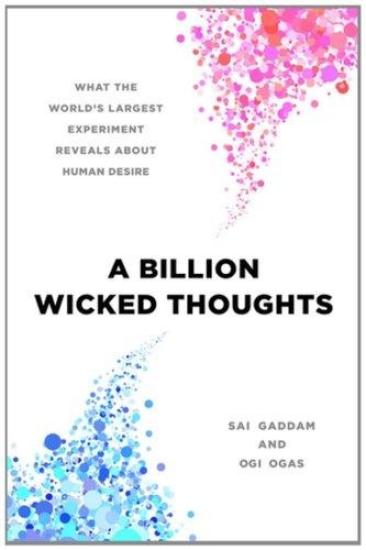 WHAT THE
WORLD'S LARGEST
EXPERIMENT
REVEALS ABOUT
HUMAN DESIRE
A BILLION
WICKED THOUGHTS
SAI GADDAM
AND
OGI OGAS